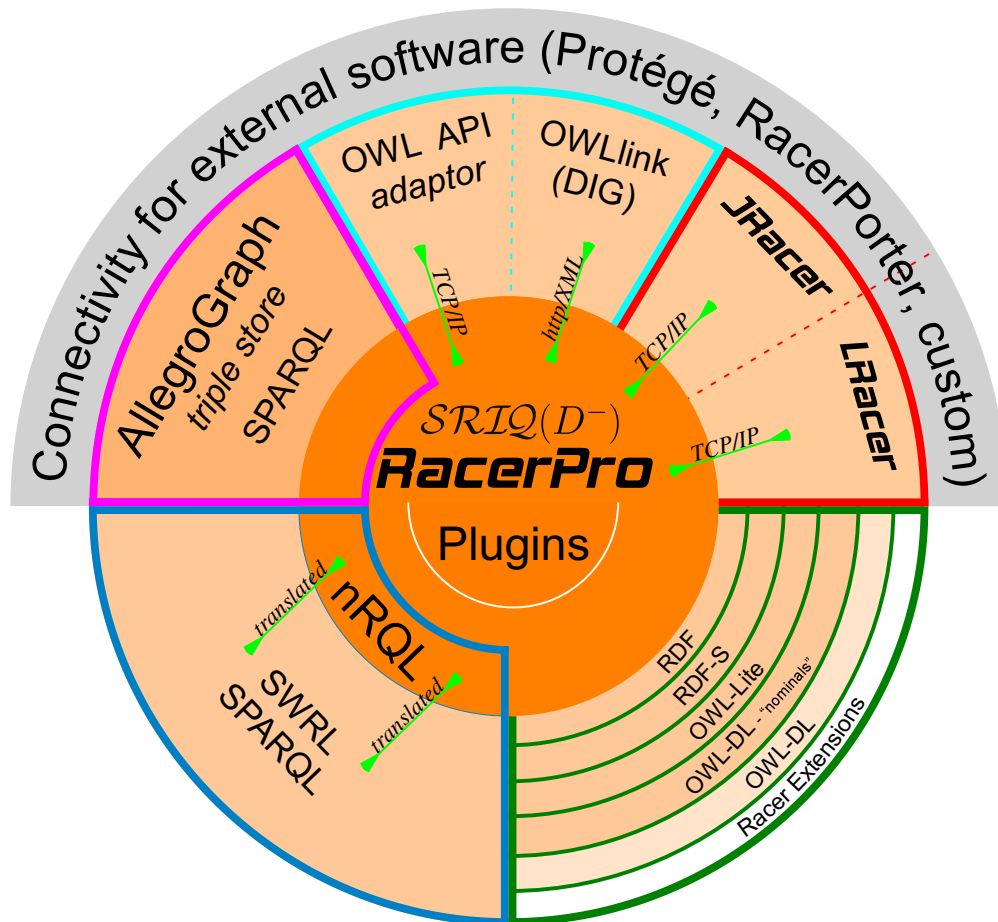 Connectivity for external software (Protégé, RacerPorter, custom)
AllegroGraph
triple store
SPARQL
OWL API
adaptor
OWLlink
(DIG)
JRacer
LRacer
TCP/IP
http/XML
TCP/IP
TCP/IP
SRIQ(D⁻)
RacerPro
Plugins
nRQL
translated
translated
SWRL
SPARQL
RDF
RDF-S
OWL-Lite
OWL-DL - “nominals”
OWL-DL
Racer Extensions